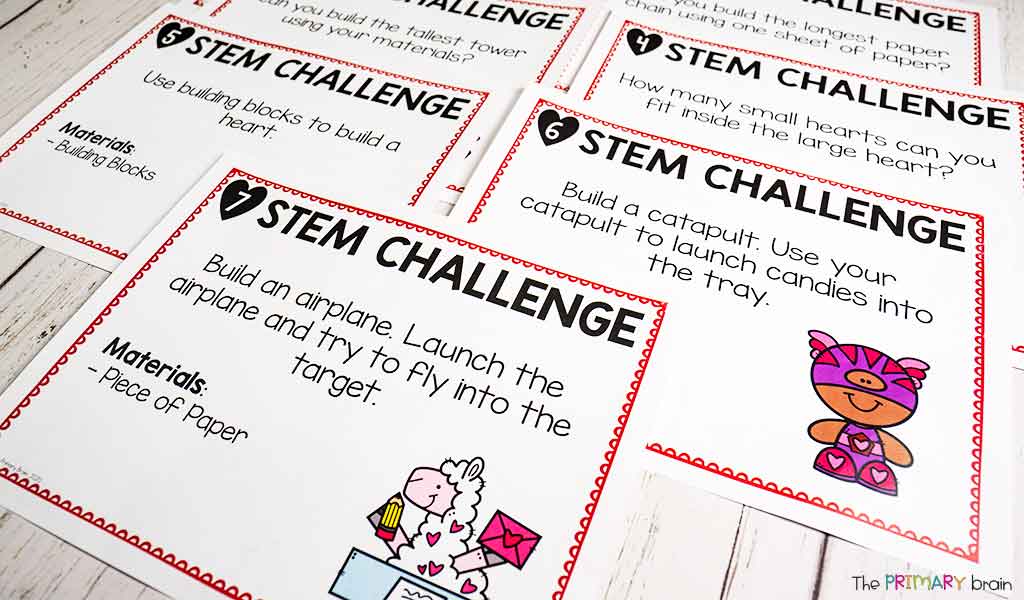 CHALLENGE
can you build the tallest tower
using your materials?
CHALLENGE
you build the longest paper
chain using one sheet of
paper?
5 STEM CHALLENGE
Use building blocks to build a
heart.
Materials:
- Building Blocks
4 STEM CHALLENGE
How many small hearts can you
fit inside the large heart?
6 STEM CHALLENGE
Build a catapult. Use your
catapult to launch candies into
the tray.
7 STEM CHALLENGE
Build an airplane. Launch the
airplane and try to fly into the
target.
Materials:
- Piece of Paper
The PRIMARY brain